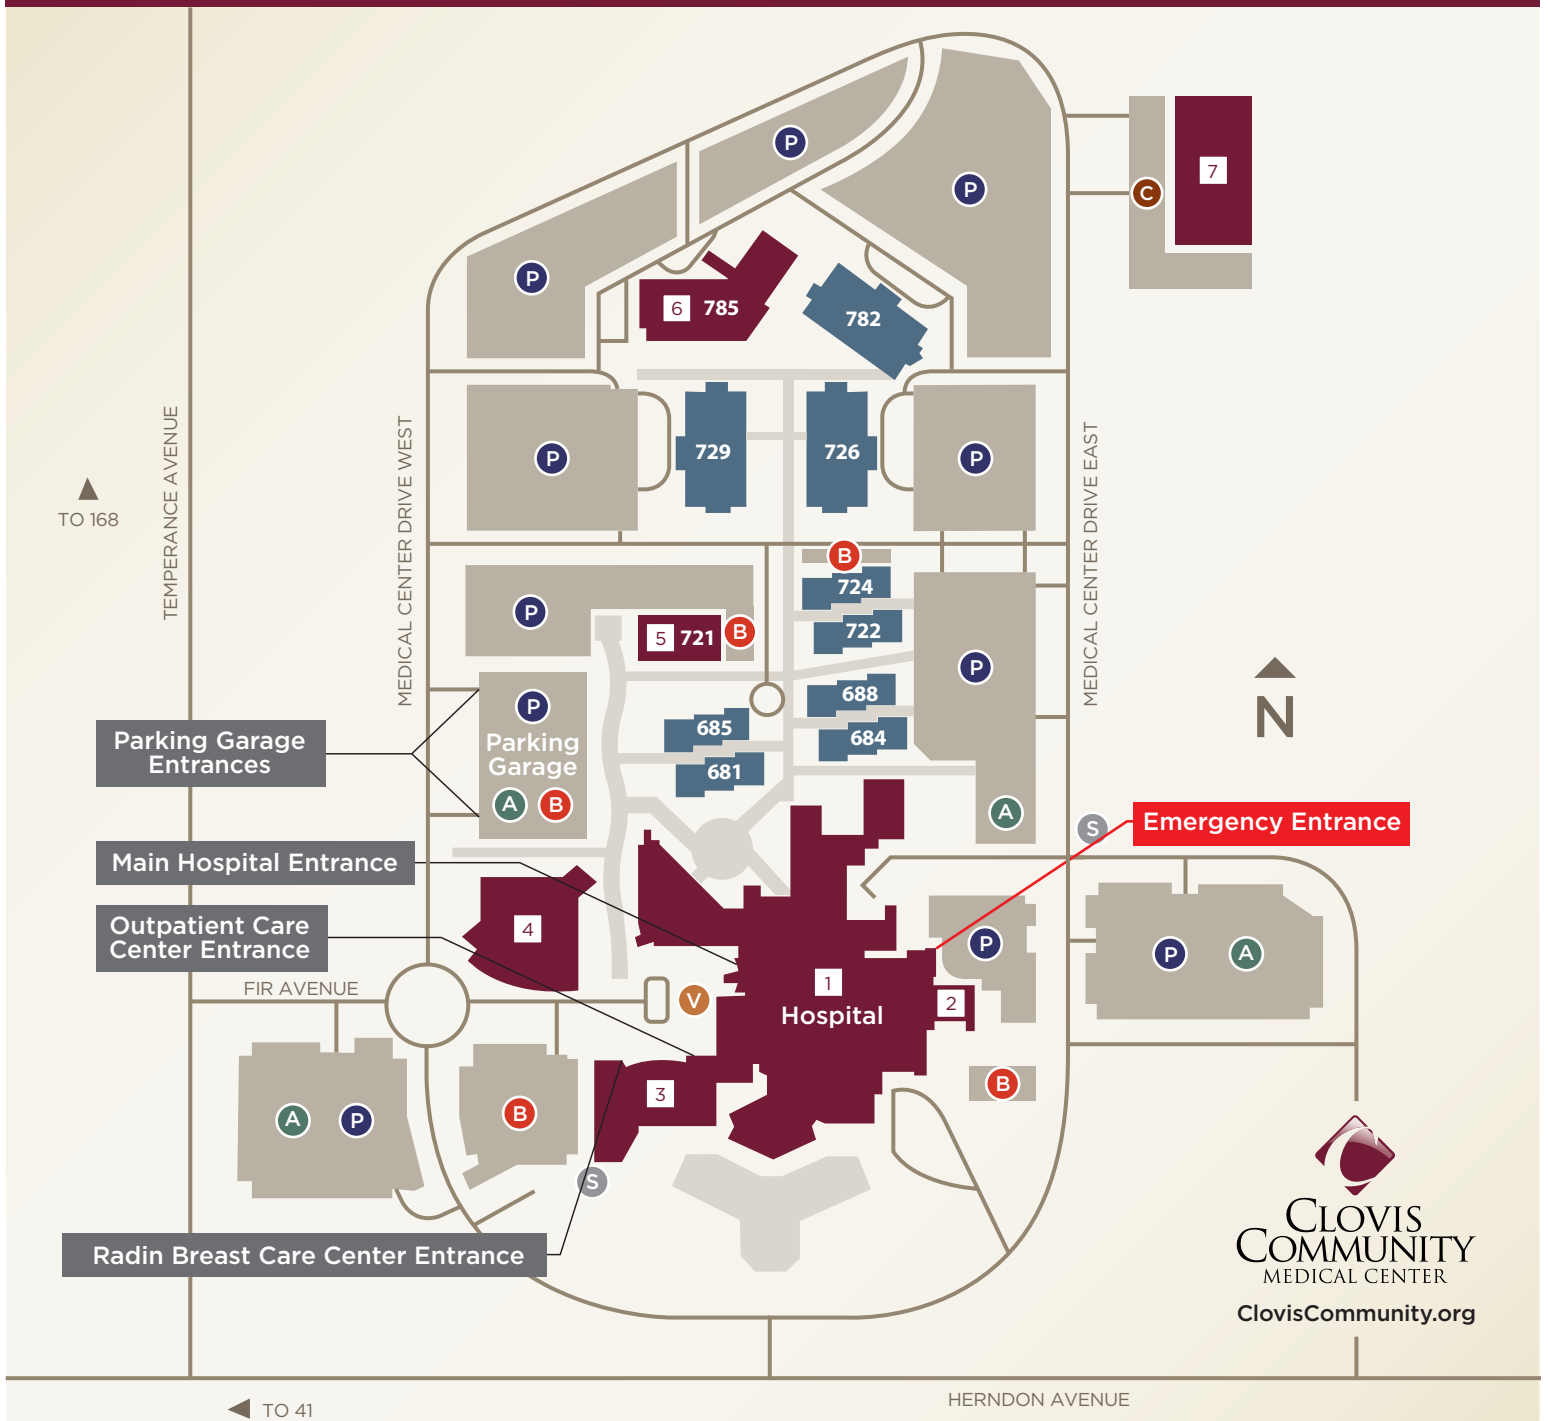 P
P
7
C
P
P
6 785
782
TEMPERANCE AVENUE
MEDICAL CENTER DRIVE WEST
P
729
726
P
MEDICAL CENTER DRIVE EAST
TO 168
B
724
P
5 721
B
722
P
688
P
685
684
N
Parking Garage
Entrances
Parking
Garage
681
A
B
A
S
Emergency Entrance
Main Hospital Entrance
Outpatient Care
Center Entrance
4
P
P
A
FIR AVENUE
V
1
Hospital
2
3
B
A
P
B
S
Radin Breast Care Center Entrance
CLOVIS
COMMUNITY
MEDICAL CENTER
ClovisCommunity.org
HERNDON AVENUE
TO 41